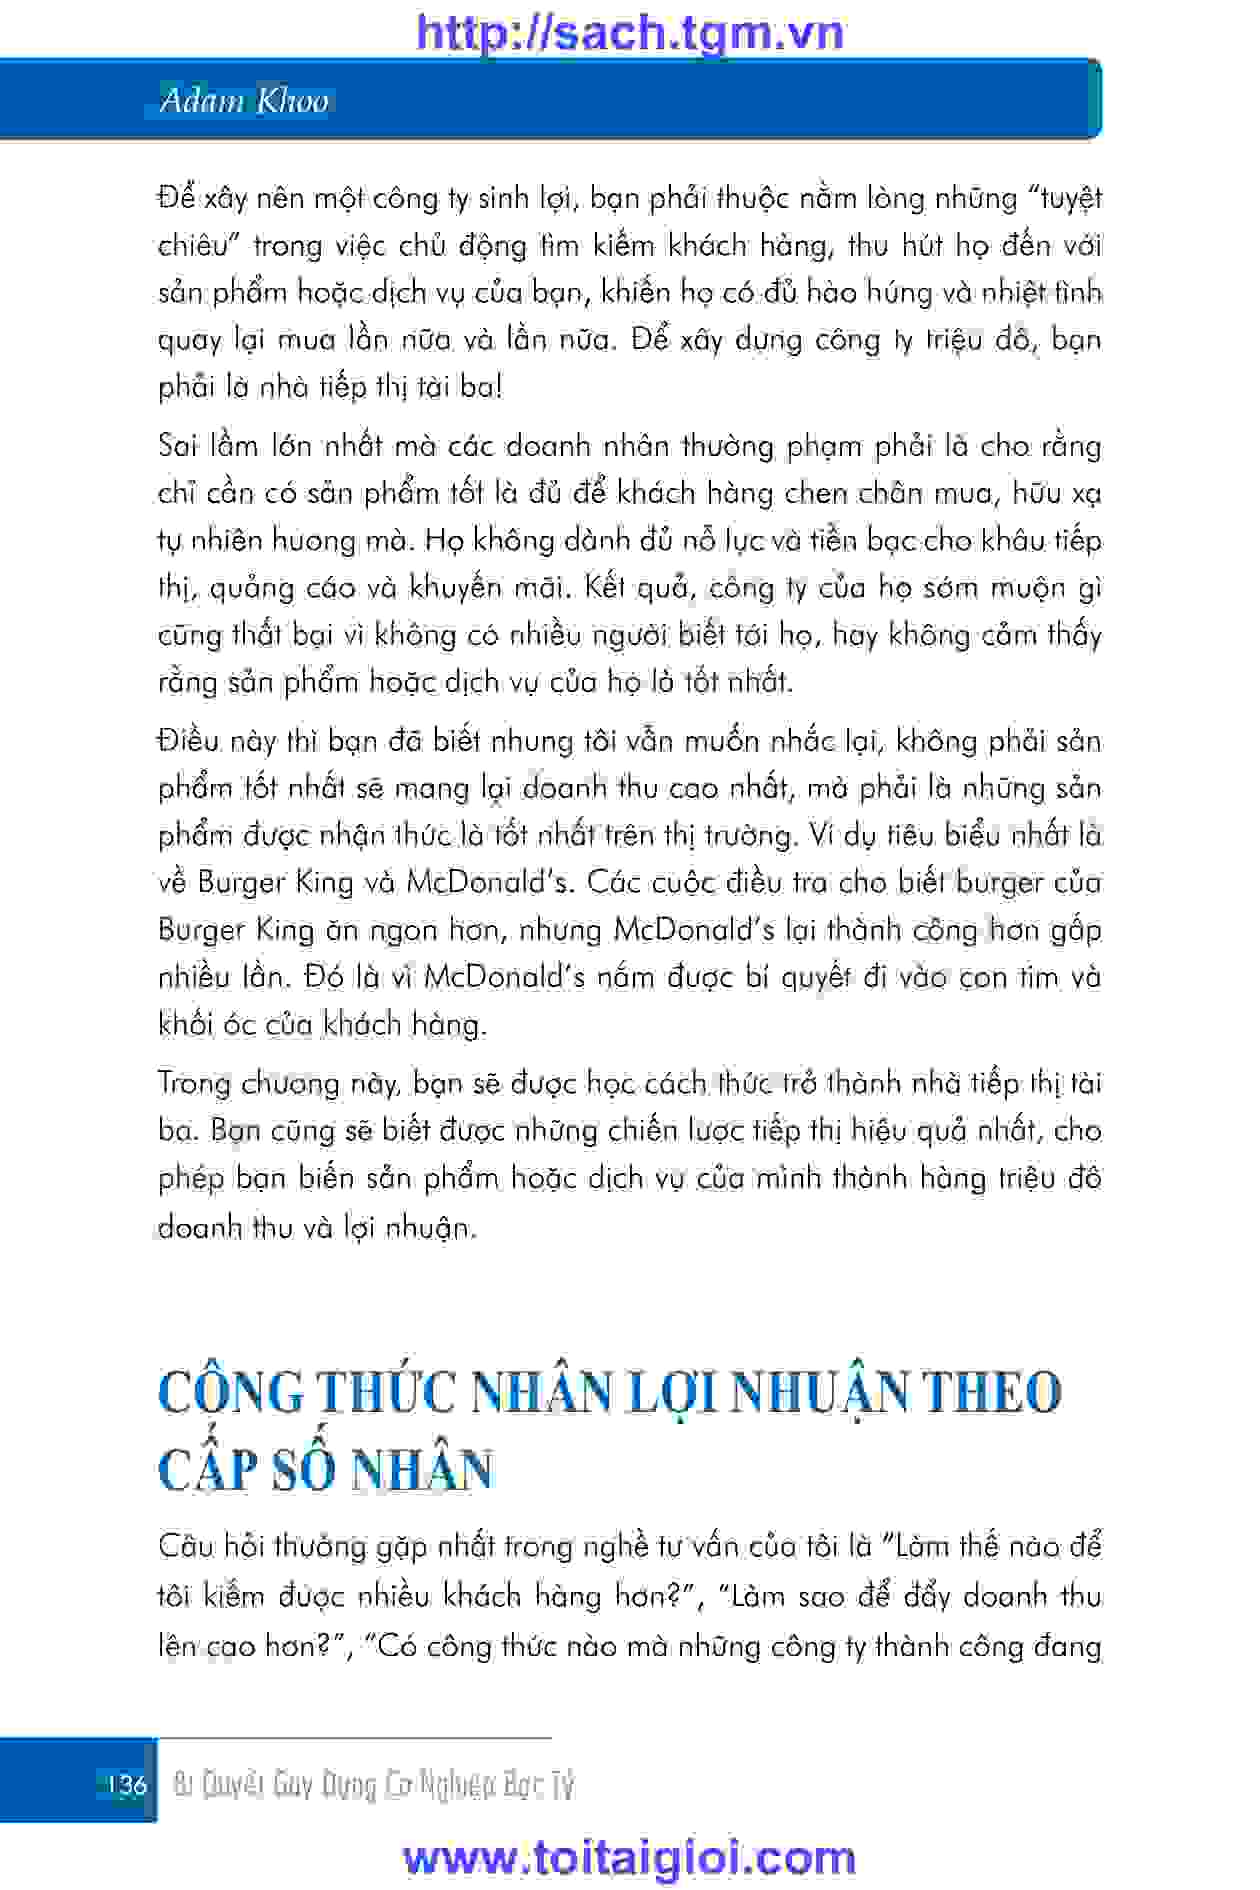 http://sach.tgm.vn
Adam Khoo
Để xây nên một công ty sinh lợi, bạn phải thuộc nằm lòng những “tuyệt
chiêu” trong việc chủ động tìm kiếm khách hàng, thu hút họ đến với
sản phẩm hoặc dịch vụ của bạn, khiến họ có đủ hào hứng và nhiệt tình
quay lại mua lần nữa và lần nữa. Để xây dựng công ty triệu đô, bạn
phải là nhà tiếp thị tài ba!
Sai lầm lớn nhất mà các doanh nhân thường phạm phải là cho rằng
chỉ cần có sản phẩm tốt là đủ để khách hàng chen chân mua, hữu xạ
tự nhiên hương mà. Họ không dành đủ nỗ lực và tiền bạc cho khâu tiếp
thị, quảng cáo và khuyến mãi. Kết quả, công ty của họ sớm muộn gì
cũng thất bại vì không có nhiều người biết tới họ, hay không cảm thấy
rằng sản phẩm hoặc dịch vụ của họ là tốt nhất.
Điều này thì bạn đã biết nhưng tôi vẫn muốn nhắc lại, không phải sản
phẩm tốt nhất sẽ mang lại doanh thu cao nhất, mà phải là những sản
phẩm được nhận thức là tốt nhất trên thị trường. Ví dụ tiêu biểu nhất là
về Burger King và McDonald’s. Các cuộc điều tra cho biết burger của
Burger King ăn ngon hơn, nhưng McDonald’s lại thành công hơn gấp
nhiều lần. Đó là vì McDonald’s nắm được bí quyết đi vào con tim và
khối óc của khách hàng.
Trong chương này, bạn sẽ được học cách thức trở thành nhà tiếp thị tài
ba. Bạn cũng sẽ biết được những chiến lược tiếp thị hiệu quả nhất, cho
phép bạn biến sản phẩm hoặc dịch vụ của mình thành hàng triệu đô
doanh thu và lợi nhuận.
CÔNG THỨC NHÂN LỢI NHUẬN THEO
CẤP SỐ NHÂN
Câu hỏi thường gặp nhất trong nghề tư vấn của tôi là “Làm thế nào để
tôi kiếm được nhiều khách hàng hơn?”, “Làm sao để đẩy doanh thu
lên cao hơn?”, “Có công thức nào mà những công ty thành công đang
136 Bí Quyết Gây Dựng Cơ Nghiệp Bạc Tỷ
www.toitaigioi.com